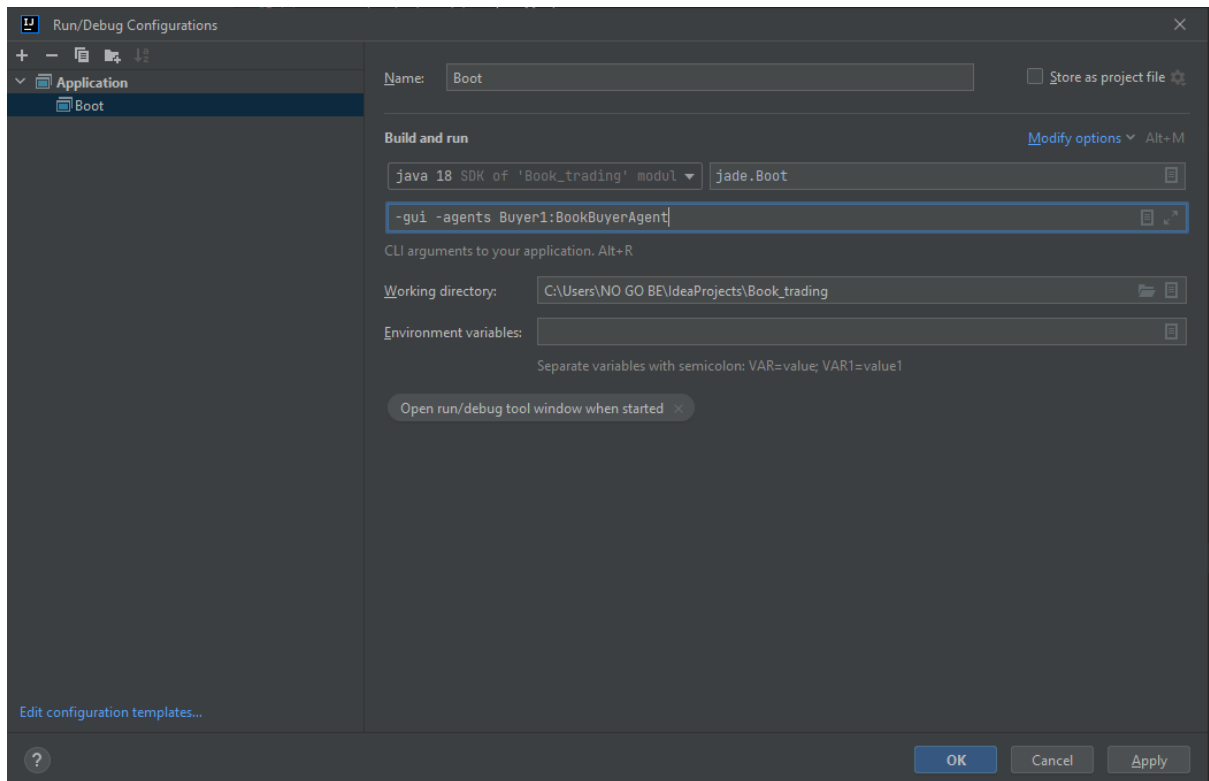 Run/Debug Configurations
Application
Boot
Name: Boot Store as project file
Build and run Modify options Alt+M
java 18 SDK of 'Book_trading' modul jade.Boot
-gui -agents Buyer1:BookBuyerAgent
CLI arguments to your application. Alt+R
Working directory: C:\Users\NO GO BE\IdeaProjects\Book_trading
Environment variables:
Separate variables with semicolon: VAR=value; VAR1=value1
Open run/debug tool window when started
Edit configuration templates...
? OK Cancel Apply